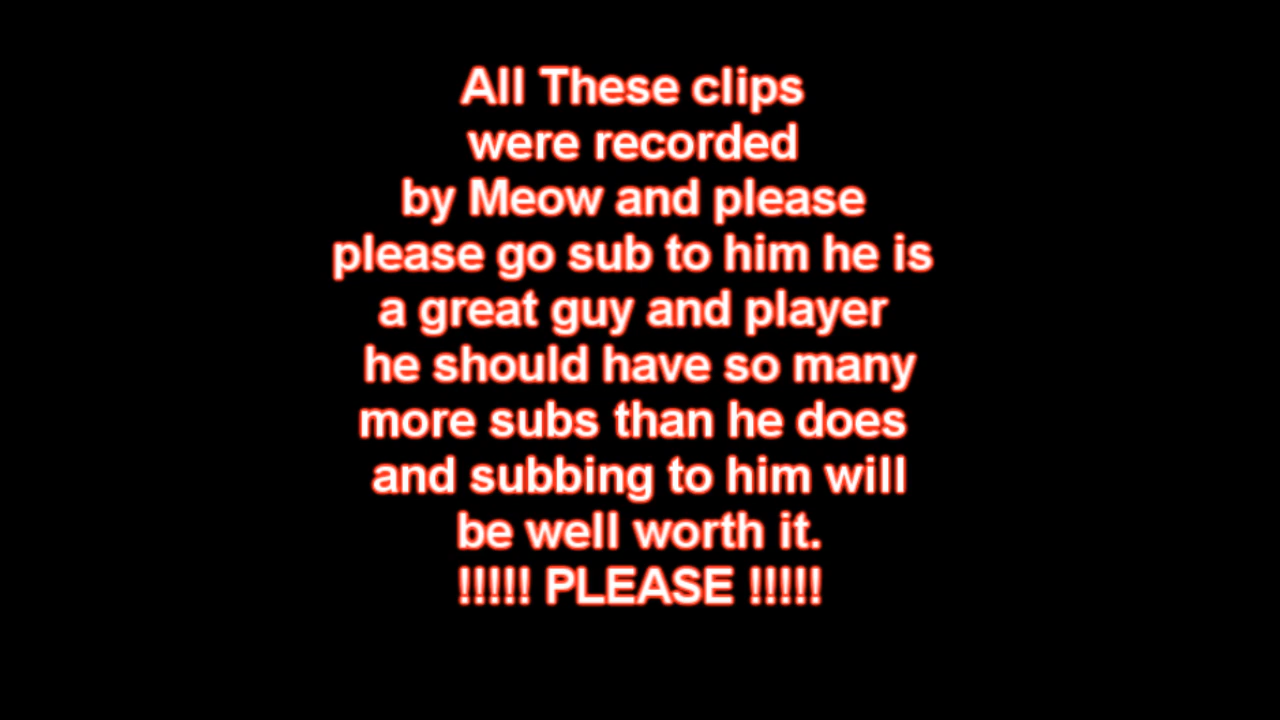 All These clips
were recorded
by Meow and please
please go sub to him he is
a great guy and player
he should have so many
more subs than he does
and subbing to him will
be well worth it.
!!!!! PLEASE !!!!!